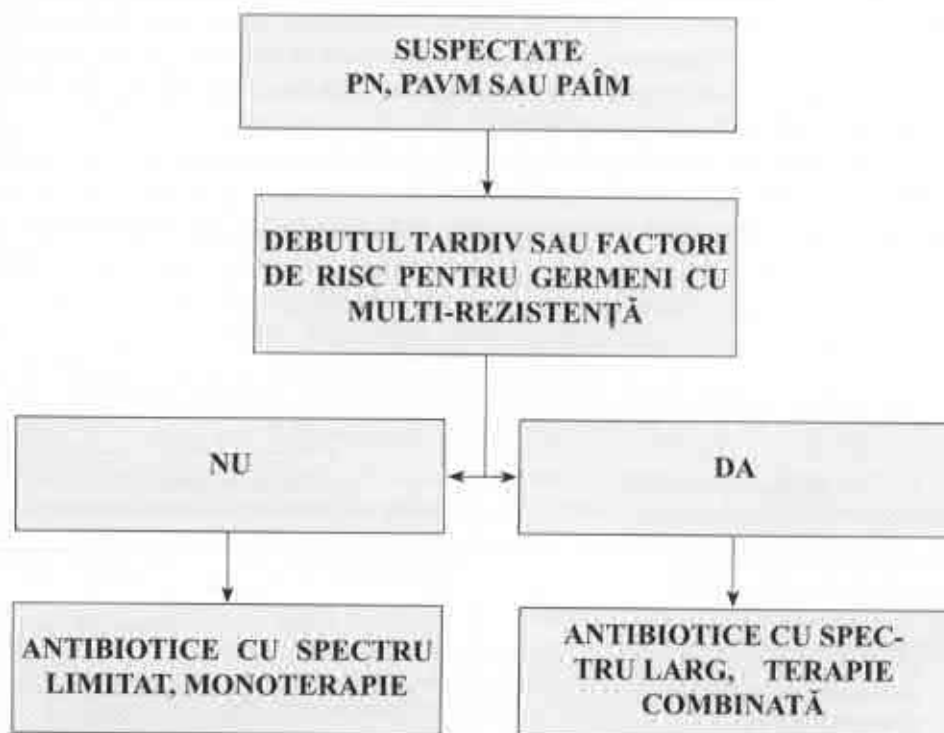 SUSPECTATE
PN, PAVM SAU PAÎM
DEBUTUL TARDIV SAU FACTORI
DE RISC PENTRU GERMENI CU
MULTI-REZISTENȚĂ
NU
DA
ANTIBIOTICE CU SPECTRU
LIMITAT, MONOTERAPIE
ANTIBIOTICE CU SPEC-
TRU LARG, TERAPIE
COMBINATĂ